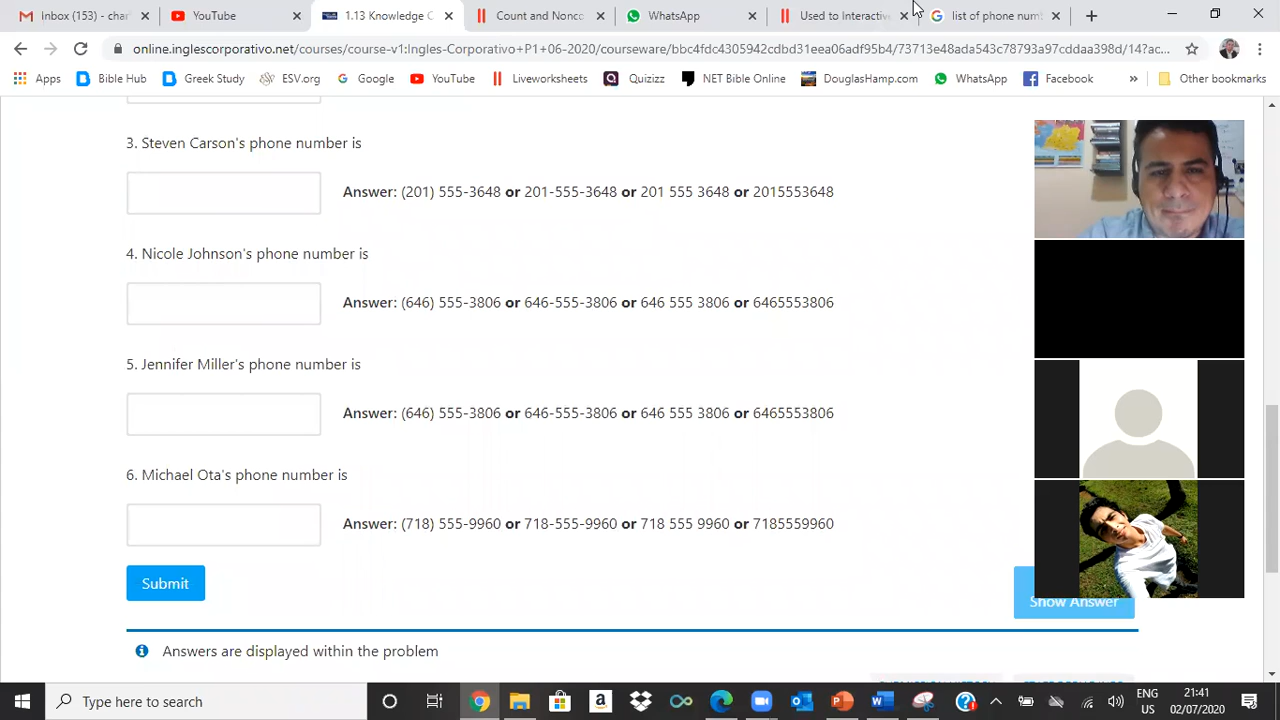 Inbox (153) - char
YouTube
1.13 Knowledge C
Count and Nonco
WhatsApp
Used to Interactive
list of phone numb
online.inglescorporativo.net/courses/course-v1:Ingles-Corporativo+P1+06-2020/courseware/bbc4fdc4305942cdbd31eea06adf95b4/73713e48ada543c78793a97cddaa398d/14?ac...
Apps
Bible Hub
Greek Study
ESV.org
Google
YouTube
Liveworksheets
Quizizz
NET Bible Online
DouglasHamp.com
WhatsApp
Facebook
»
Other bookmarks
3. Steven Carson's phone number is
Answer: (201) 555-3648 or 201-555-3648 or 201 555 3648 or 2015553648
4. Nicole Johnson's phone number is
Answer: (646) 555-3806 or 646-555-3806 or 646 555 3806 or 6465553806
5. Jennifer Miller's phone number is
Answer: (646) 555-3806 or 646-555-3806 or 646 555 3806 or 6465553806
6. Michael Ota's phone number is
Answer: (718) 555-9960 or 718-555-9960 or 718 555 9960 or 7185559960
Submit
Show Answer
Answers are displayed within the problem
Type here to search
ENG
US
21:41
02/07/2020